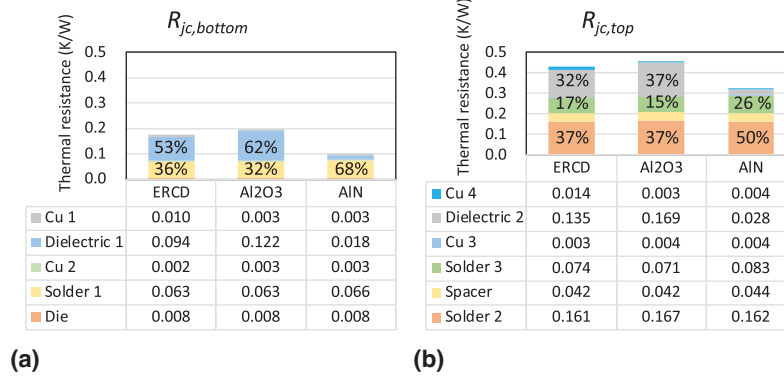 R_jc,bottom
Thermal resistance (K/W)
0.5
0.4
0.3
0.2
0.1
0.0
53% 62%
36% 32% 68%
ERCD Al2O3 AlN
Cu 1 0.010 0.003 0.003
Dielectric 1 0.094 0.122 0.018
Cu 2 0.002 0.003 0.003
Solder 1 0.063 0.063 0.066
Die 0.008 0.008 0.008
(a)
R_jc,top
Thermal resistance (K/W)
0.5
0.4
0.3
0.2
0.1
0.0
32% 37%
17% 15% 26 %
37% 37% 50%
ERCD Al2O3 AlN
Cu 4 0.014 0.003 0.004
Dielectric 2 0.135 0.169 0.028
Cu 3 0.003 0.004 0.004
Solder 3 0.074 0.071 0.083
Spacer 0.042 0.042 0.044
Solder 2 0.161 0.167 0.162
(b)